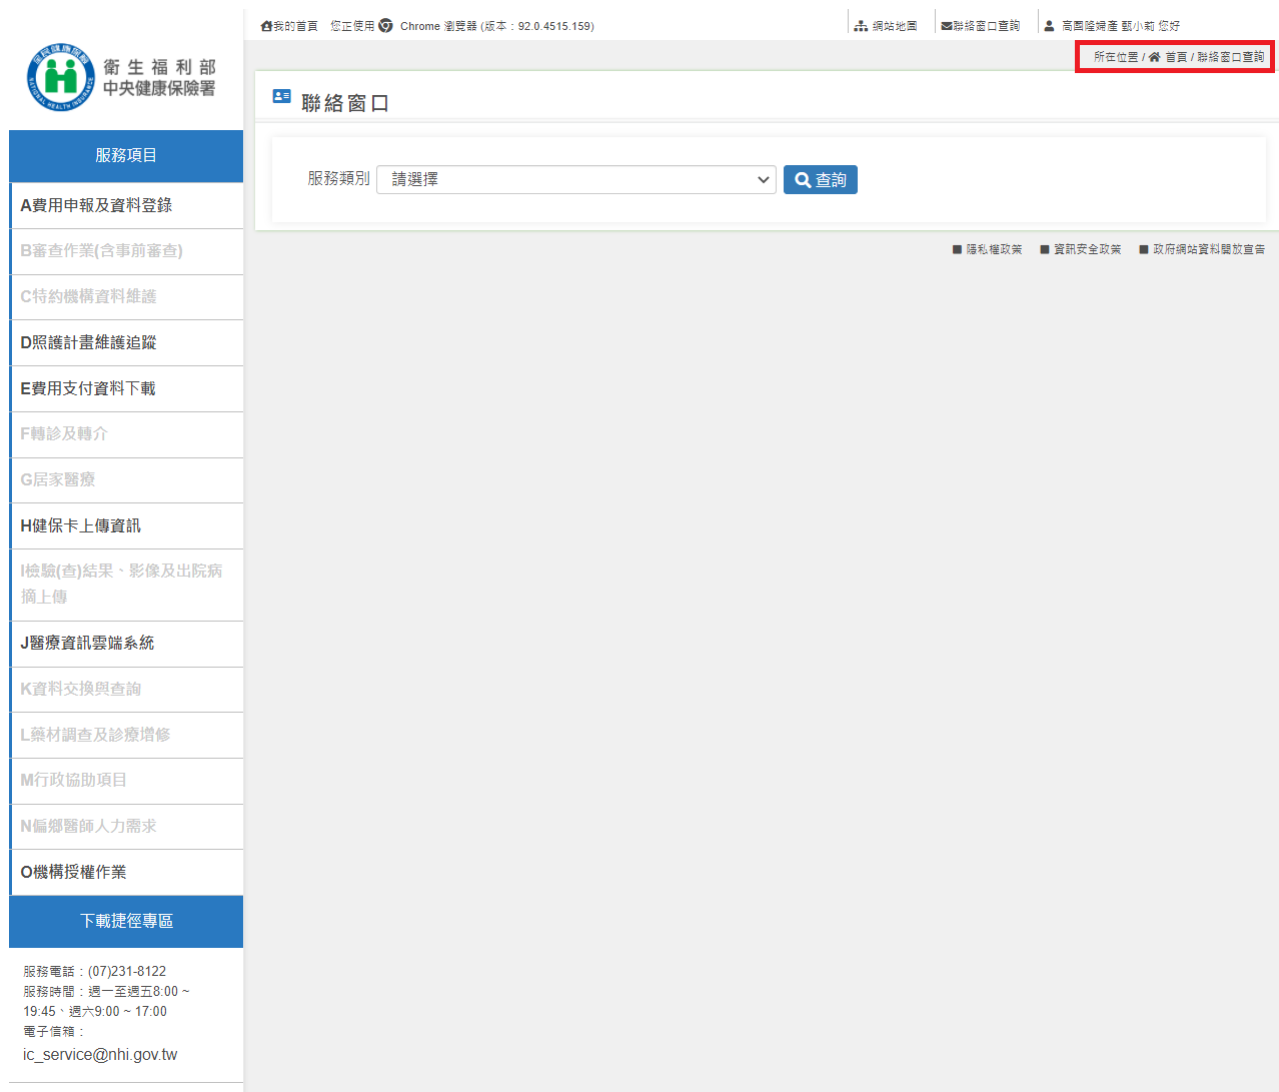 我的首頁 您正使用 Chrome 瀏覽器 (版本：92.0.4515.159)
網站地圖 聯絡窗口查詢 高團隆婦產 甄小莉 您好
所在位置 / 首頁 / 聯絡窗口查詢
衛生福利部
中央健康保險署
聯絡窗口
服務類別 請選擇 查詢
隱私權政策 資訊安全政策 政府網站資料開放宣告
服務項目
A費用申報及資料登錄
B審查作業(含事前審查)
C特約機構資料維護
D照護計畫維護追蹤
E費用支付資料下載
F轉診及轉介
G居家醫療
H健保卡上傳資訊
I檢驗(查)結果、影像及出院病
摘上傳
J醫療資訊雲端系統
K資料交換與查詢
L藥材調查及診療增修
M行政協助項目
N偏鄉醫師人力需求
O機構授權作業
下載捷徑專區
服務電話：(07)231-8122
服務時間：週一至週五8:00 ~
19:45、週六9:00 ~ 17:00
電子信箱：
ic_service@nhi.gov.tw